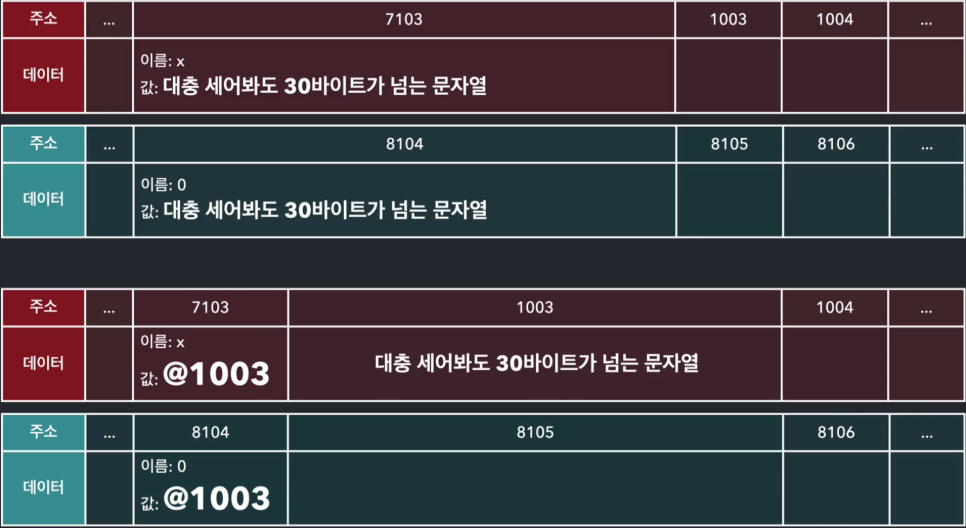 주소 ... 7103 1003 1004 ...
데이터
이름: x
값: 대충 세어봐도 30바이트가 넘는 문자열
주소 ... 8104 8105 8106 ...
데이터
이름: 0
값: 대충 세어봐도 30바이트가 넘는 문자열
주소 ... 7103 1003 1004 ...
데이터
이름: x
값: @1003
대충 세어봐도 30바이트가 넘는 문자열
주소 ... 8104 8105 8106 ...
데이터
이름: 0
값: @1003